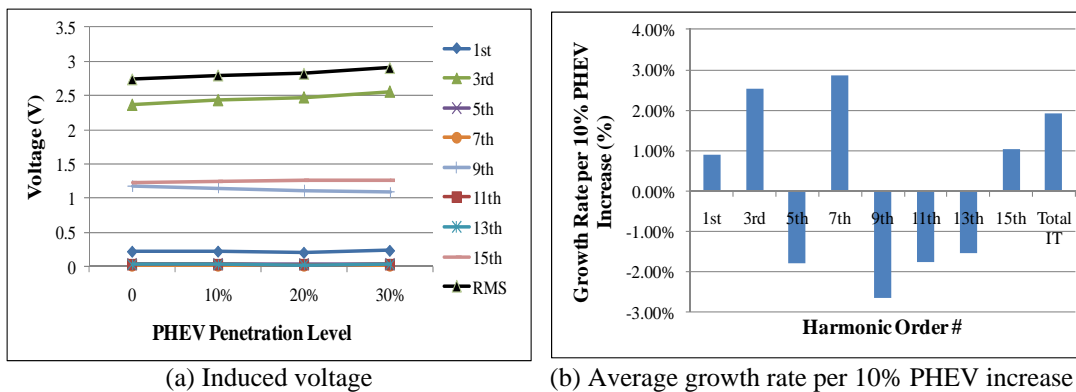 3.5
3
2.5
2
1.5
1
0.5
0
Voltage (V)
0
10%
20%
30%
PHEV Penetration Level
1st
3rd
5th
7th
9th
11th
13th
15th
RMS
(a) Induced voltage
4.00%
3.00%
2.00%
1.00%
0.00%
-1.00%
-2.00%
-3.00%
Growth Rate per 10% PHEV
Increase (%)
1st
3rd
5th
7th
9th
11th
13th
15th
Total
IT
Harmonic Order #
(b) Average growth rate per 10% PHEV increase